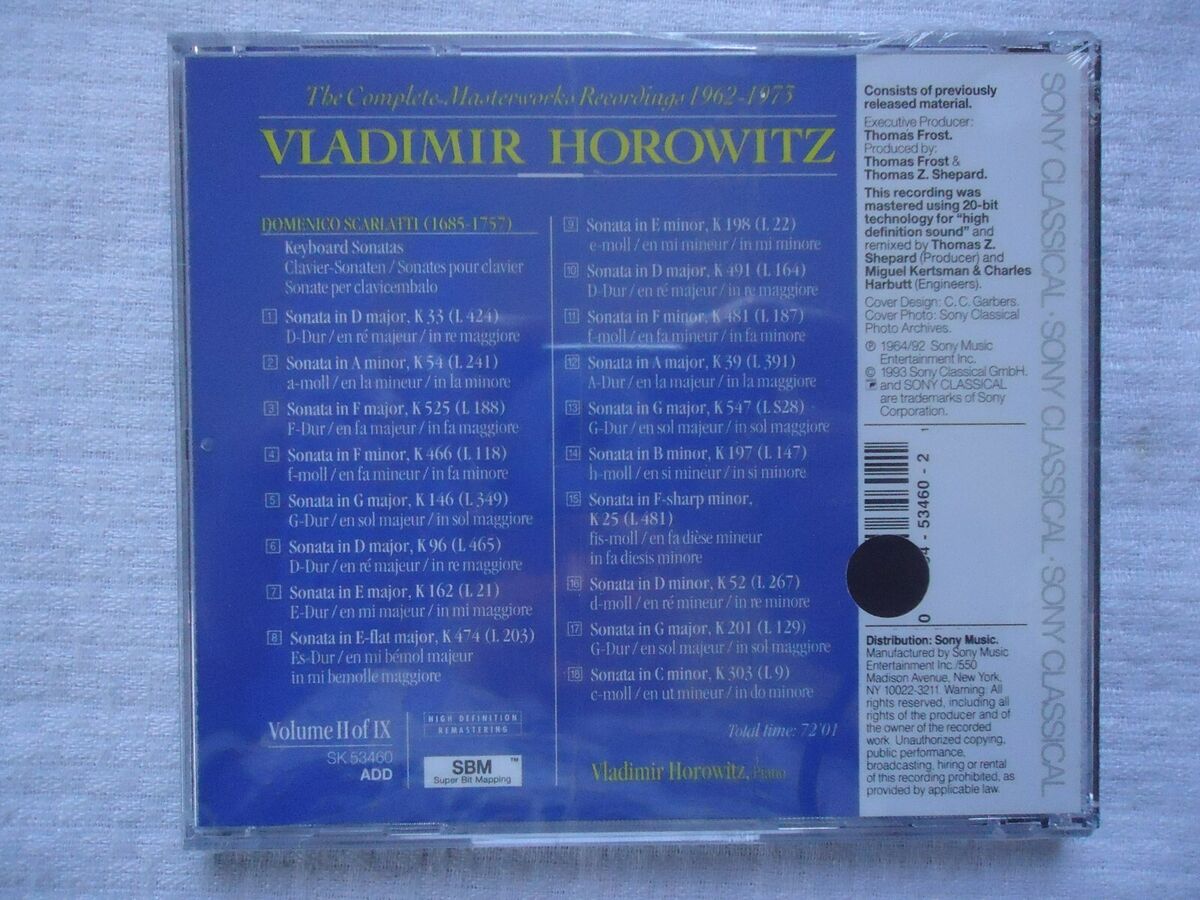 The Complete Masterworks Recordings 1962-1973
VLADIMIR HOROWITZ
DOMENICO SCARLATTI (1685-1757)
Keyboard Sonatas
Clavier-Sonaten / Sonates pour clavier
Sonate per clavicembalo
1 Sonata in D major, K 33 (L 424)
D-Dur / en ré majeur / in re maggiore
2 Sonata in A minor, K 54 (L 241)
a-moll / en la mineur / in la minore
3 Sonata in F major, K 525 (L 188)
F-Dur / en fa majeur / in fa maggiore
4 Sonata in F minor, K 466 (L 118)
f-moll / en fa mineur / in fa minore
5 Sonata in G major, K 146 (L 349)
G-Dur / en sol majeur / in sol maggiore
6 Sonata in D major, K 96 (L 465)
D-Dur / en ré majeur / in re maggiore
7 Sonata in E major, K 162 (L 21)
E-Dur / en mi majeur / in mi maggiore
8 Sonata in E-flat major, K 474 (L 203)
Es-Dur / en mi bémol majeur
in mi bemolle maggiore
9 Sonata in E minor, K 198 (L 22)
e-moll / en mi mineur / in mi minore
10 Sonata in D major, K 491 (L 164)
D-Dur / en ré majeur / in re maggiore
11 Sonata in F minor, K 481 (L 187)
f-moll / en fa mineur / in fa minore
12 Sonata in A major, K 39 (L 391)
A-Dur / en la majeur / in la maggiore
13 Sonata in G major, K 547 (L S28)
G-Dur / en sol majeur / in sol maggiore
14 Sonata in B minor, K 197 (L 147)
h-moll / en si mineur / in si minore
15 Sonata in F-sharp minor,
K 25 (L 481)
fis-moll / en fa dièse mineur
in fa diesis minore
16 Sonata in D minor, K 52 (L 267)
d-moll / en ré mineur / in re minore
17 Sonata in G major, K 201 (L 129)
G-Dur / en sol majeur / in sol maggiore
18 Sonata in C minor, K 303 (L 9)
c-moll / en ut mineur / in do minore
Total time: 72'01
Volume II of IX
SK 53460
ADD
HIGH DEFINITION
REMASTERING
SBM™
Super Bit Mapping
Vladimir Horowitz, Piano
Consists of previously
released material.
Executive Producer:
Thomas Frost.
Produced by:
Thomas Frost &
Thomas Z. Shepard.
This recording was
mastered using 20-bit
technology for "high
definition sound" and
remixed by Thomas Z.
Shepard (Producer) and
Miguel Kertsman & Charles
Harbutt (Engineers).
Cover Design: C. C. Garbers.
Cover Photo: Sony Classical
Photo Archives.
℗ 1964/92 Sony Music
Entertainment Inc.
© 1993 Sony Classical GmbH.
and SONY CLASSICAL
are trademarks of Sony
Corporation.
1
0 4 - 53460 - 2
Distribution: Sony Music.
Manufactured by Sony Music
Entertainment Inc./550
Madison Avenue, New York,
NY 10022-3211. Warning: All
rights reserved, including all
rights of the producer and of
the owner of the recorded
work. Unauthorized copying,
public performance,
broadcasting, hiring or rental
of this recording prohibited, as
provided by applicable law.
SONY CLASSICAL · SONY CLASSICAL · SONY CLASSICAL